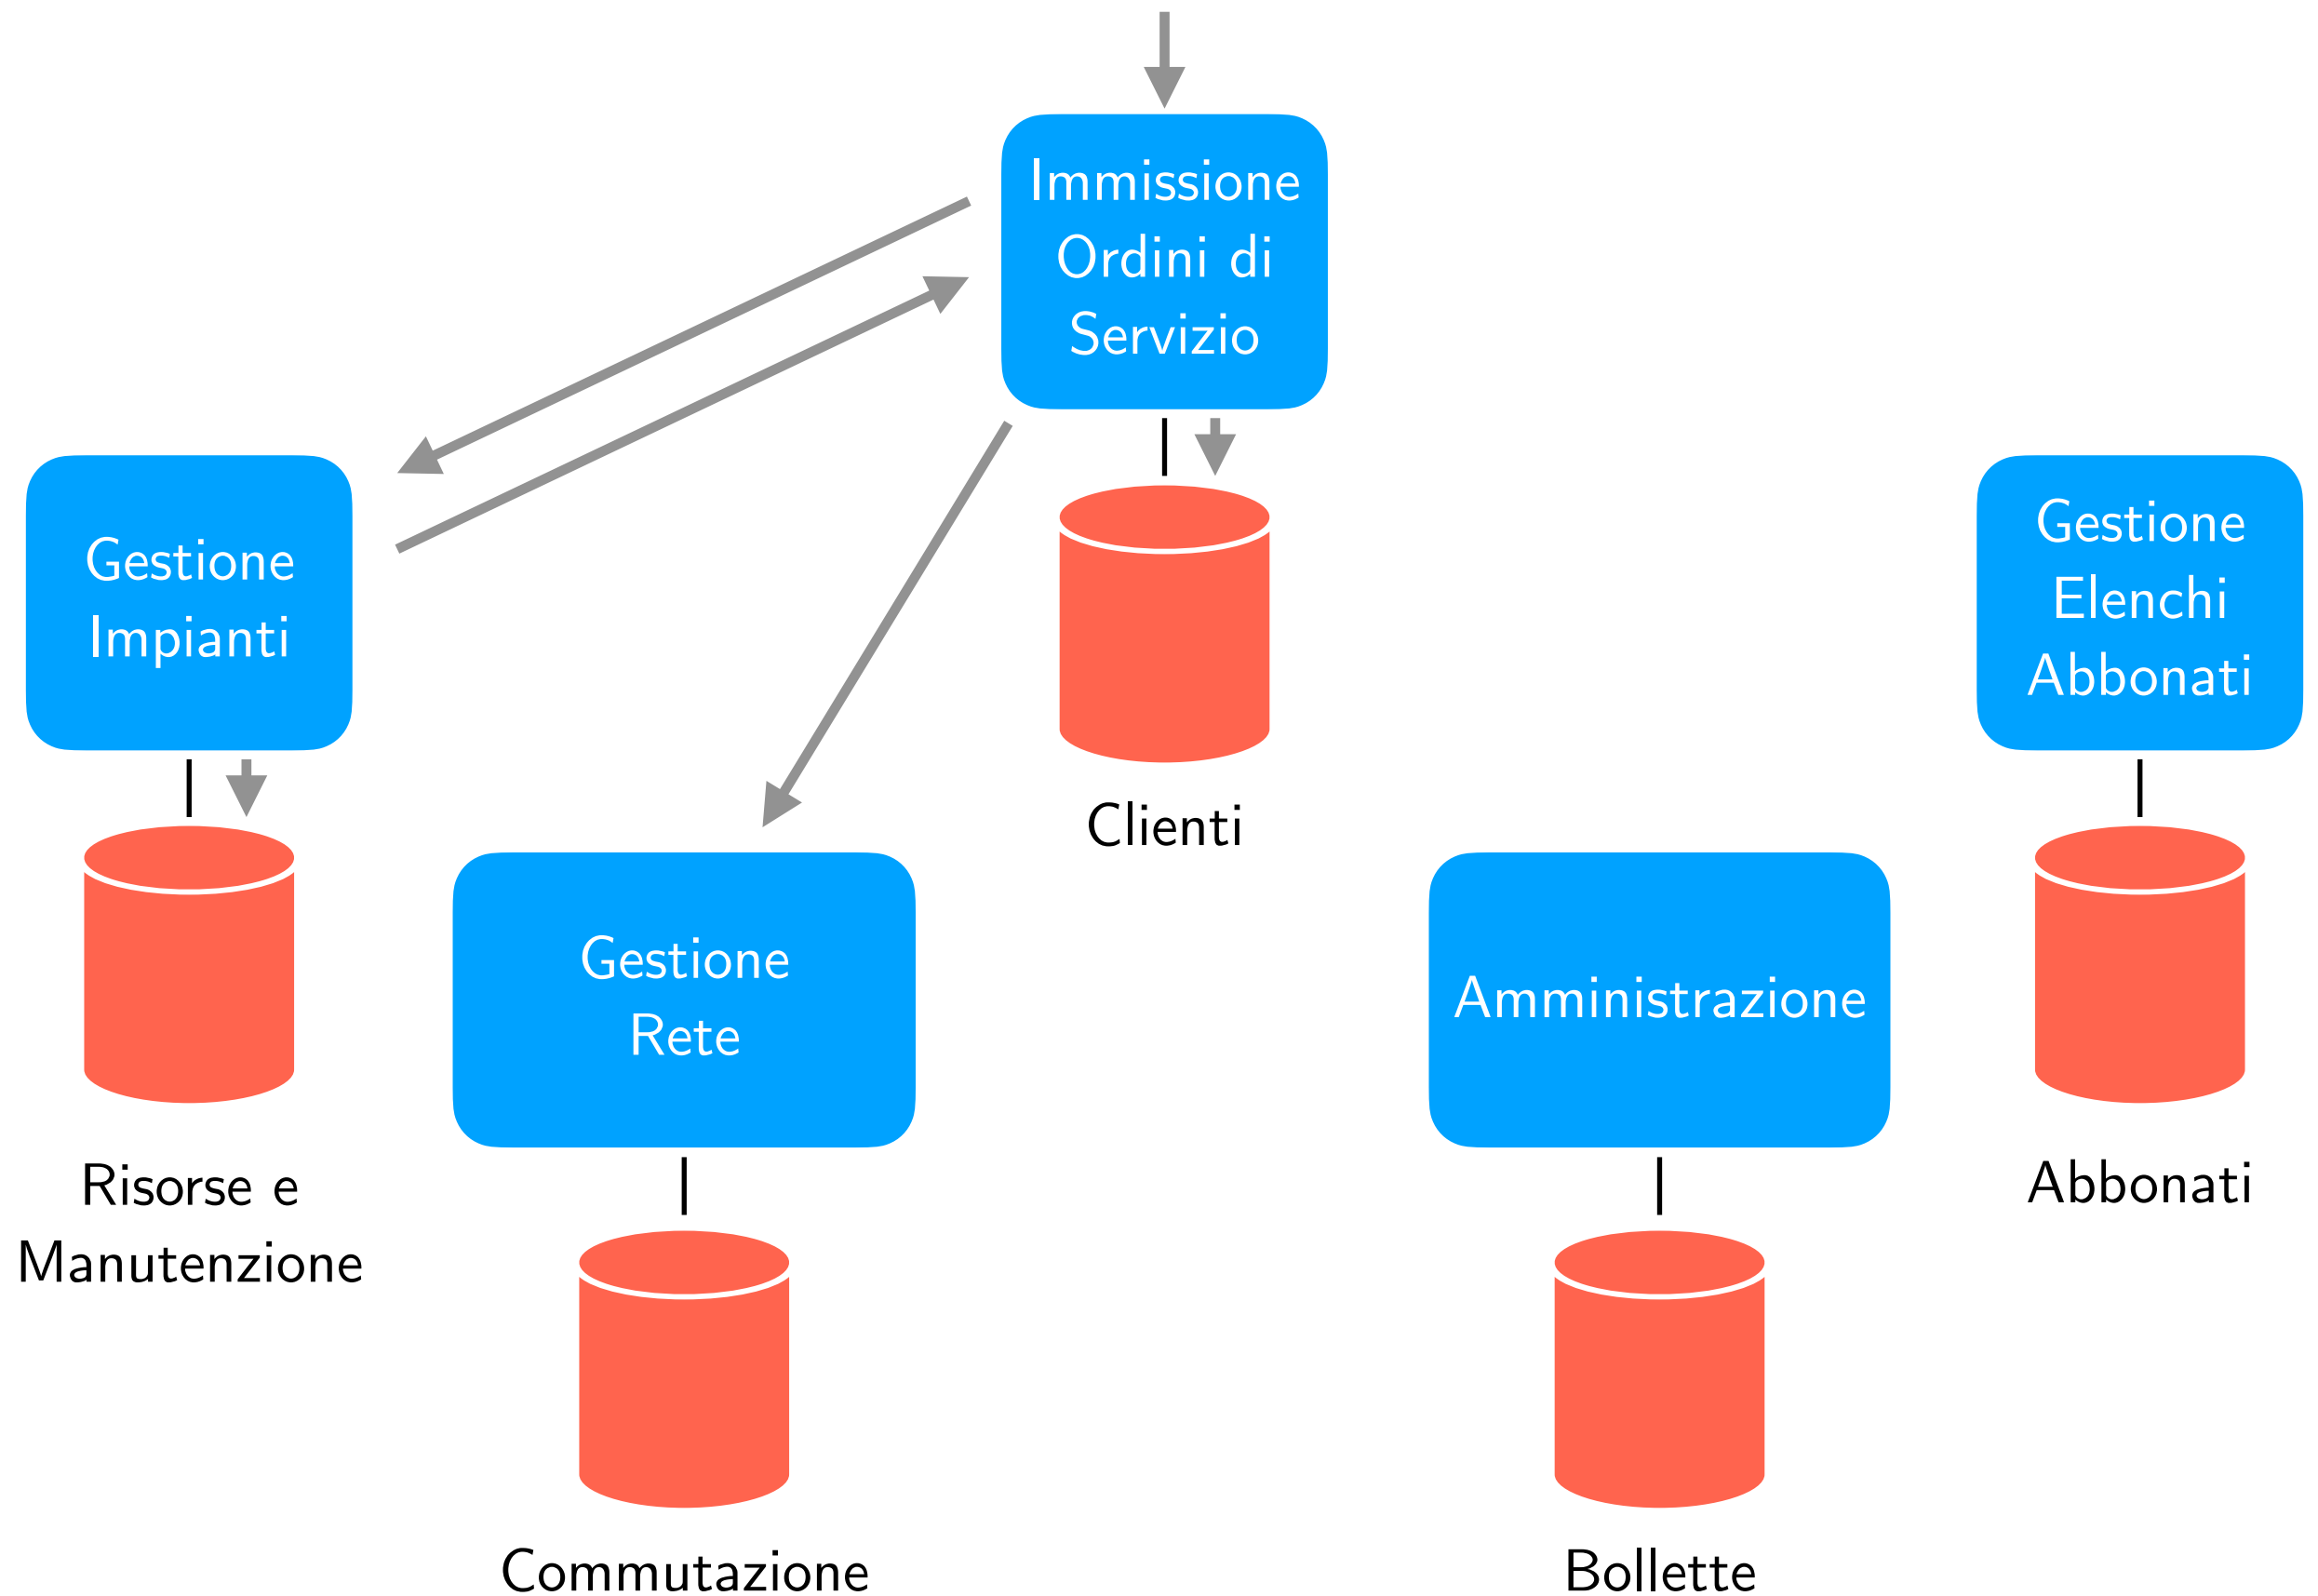 Immissione
Ordini di
Servizio
Gestione
Impianti
Gestione
Elenchi
Abbonati
Clienti
Gestione
Rete
Amministrazione
Risorse e
Manutenzione
Abbonati
Commutazione
Bollette